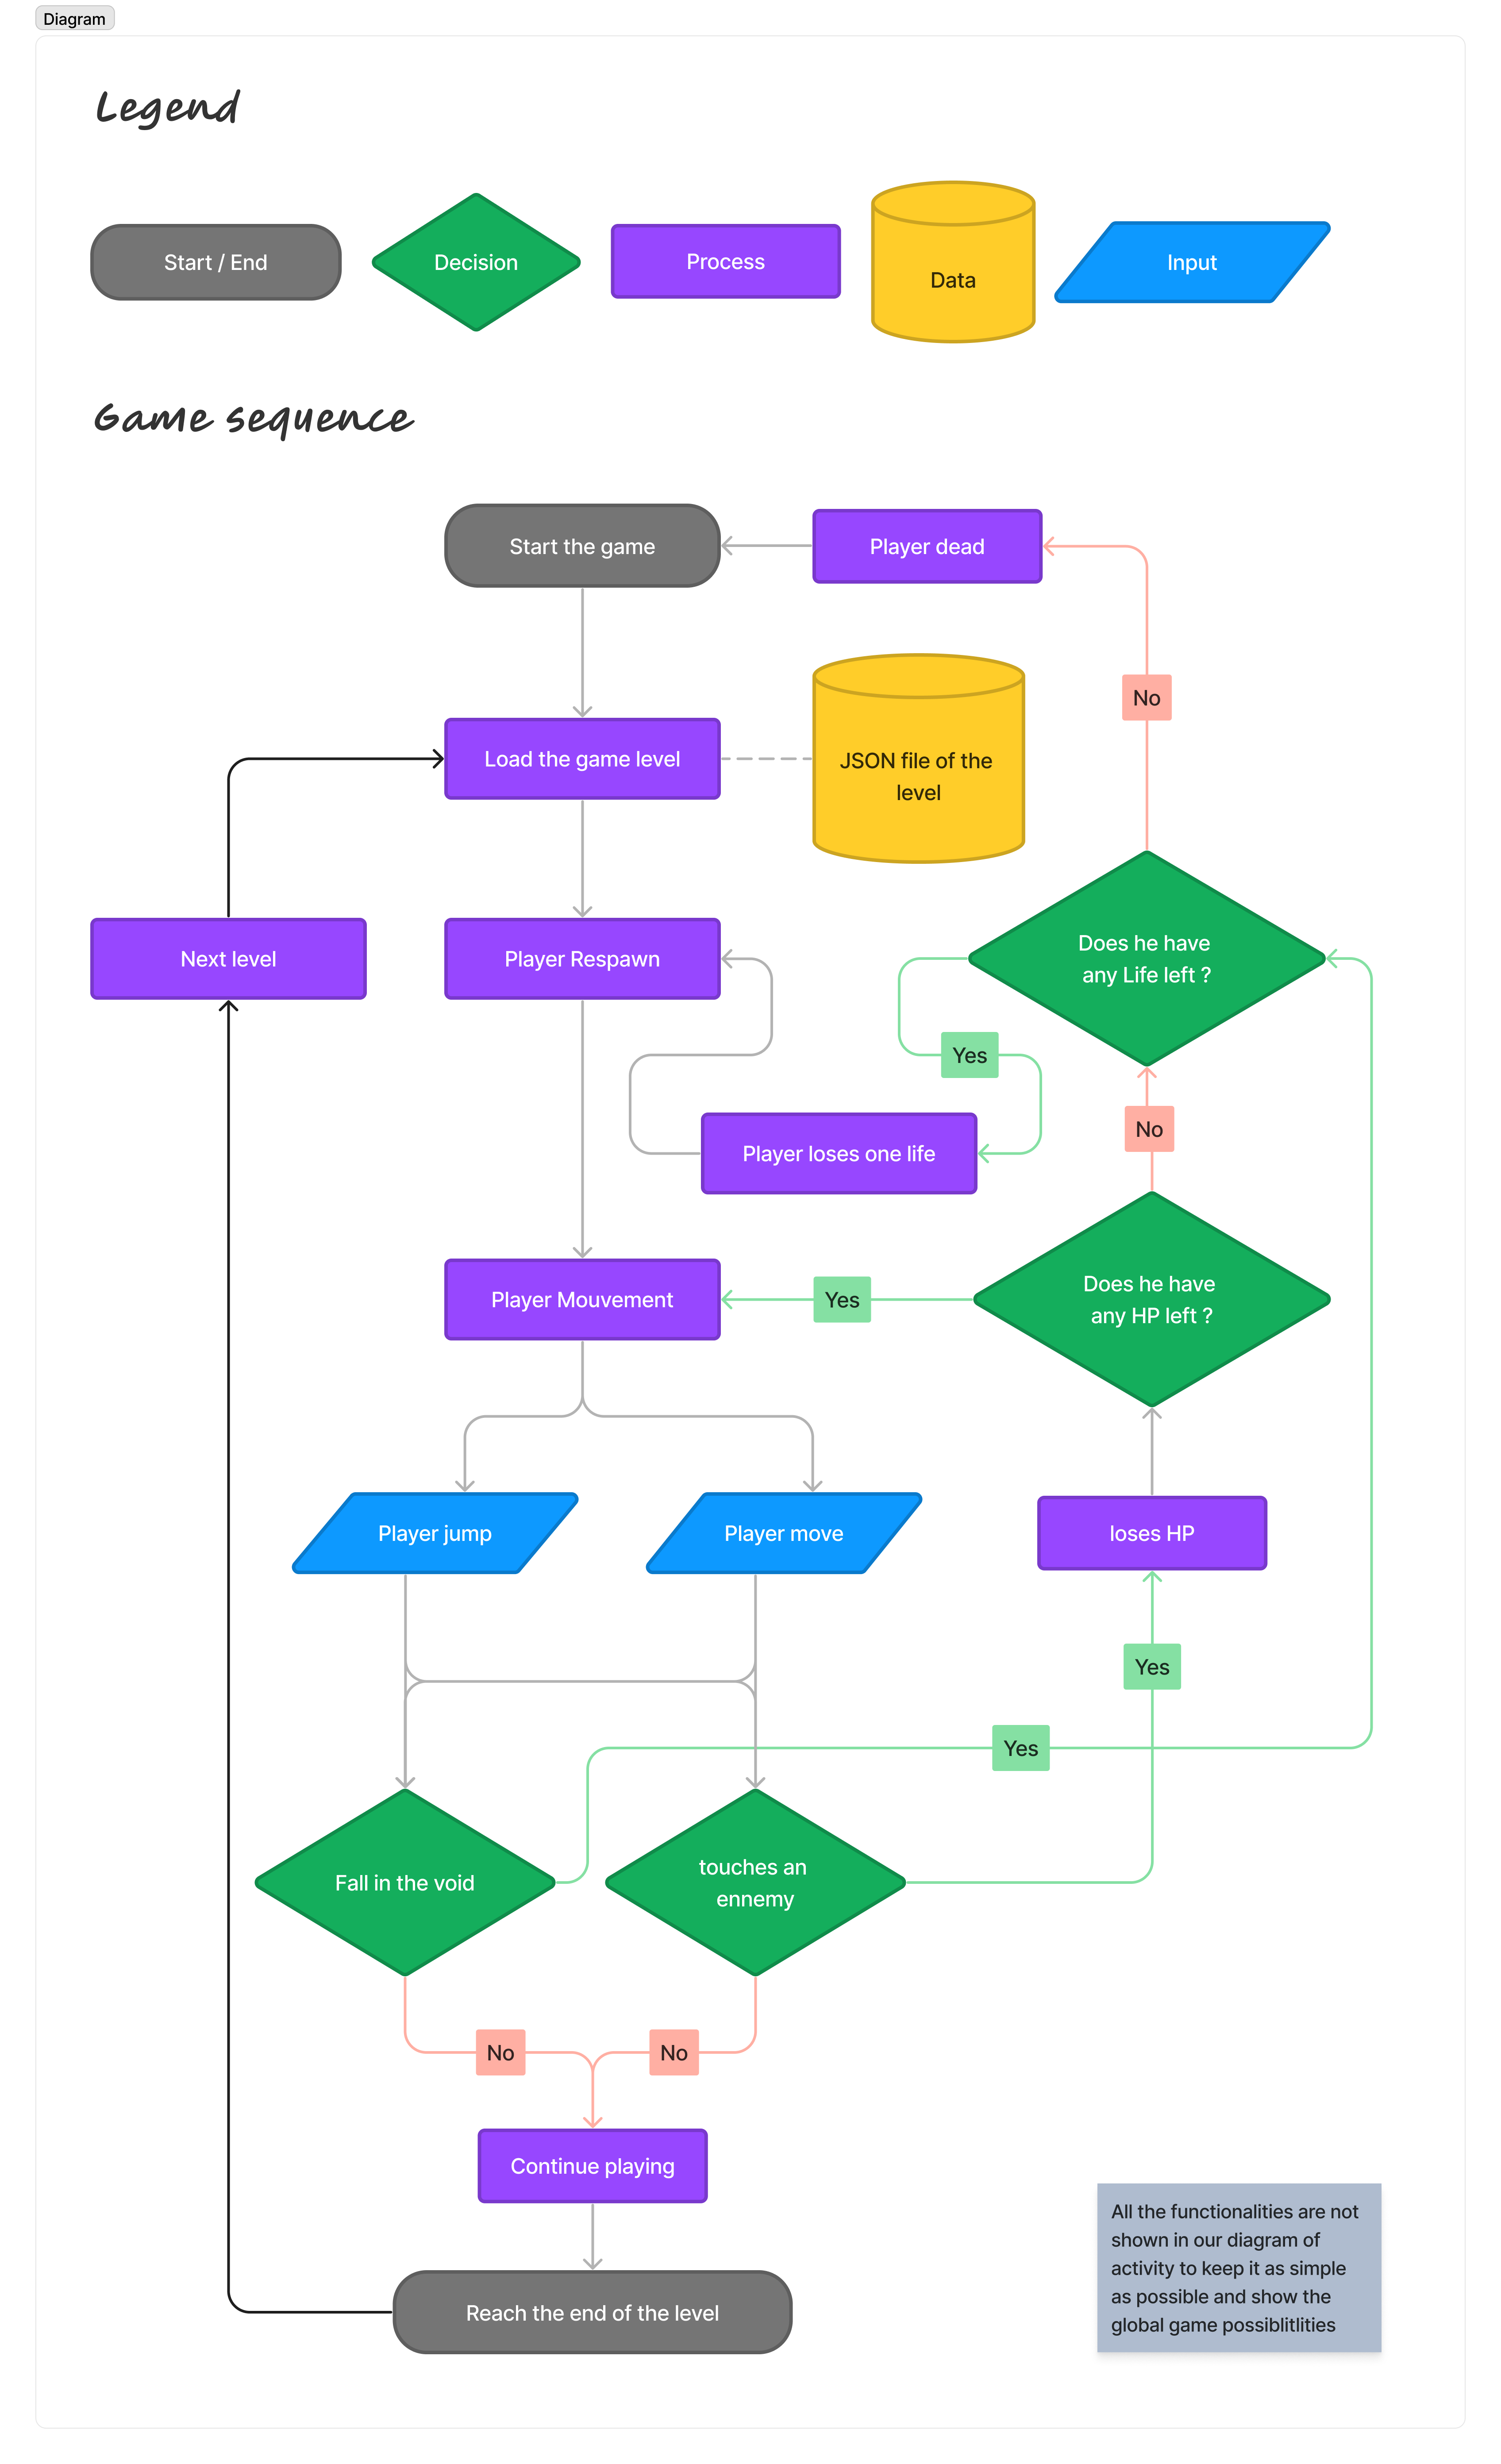 Diagram
Legend
Start / End
Decision
Process
Data
Input
Game sequence
Start the game
Player dead
No
Load the game level
JSON file of the
level
Next level
Player Respawn
Does he have
any Life left ?
Yes
No
Player loses one life
Player Mouvement
Yes
Does he have
any HP left ?
Player jump
Player move
loses HP
Yes
Yes
Fall in the void
touches an
ennemy
No
No
Continue playing
Reach the end of the level
All the functionalities are not
shown in our diagram of
activity to keep it as simple
as possible and show the
global game possiblitlities